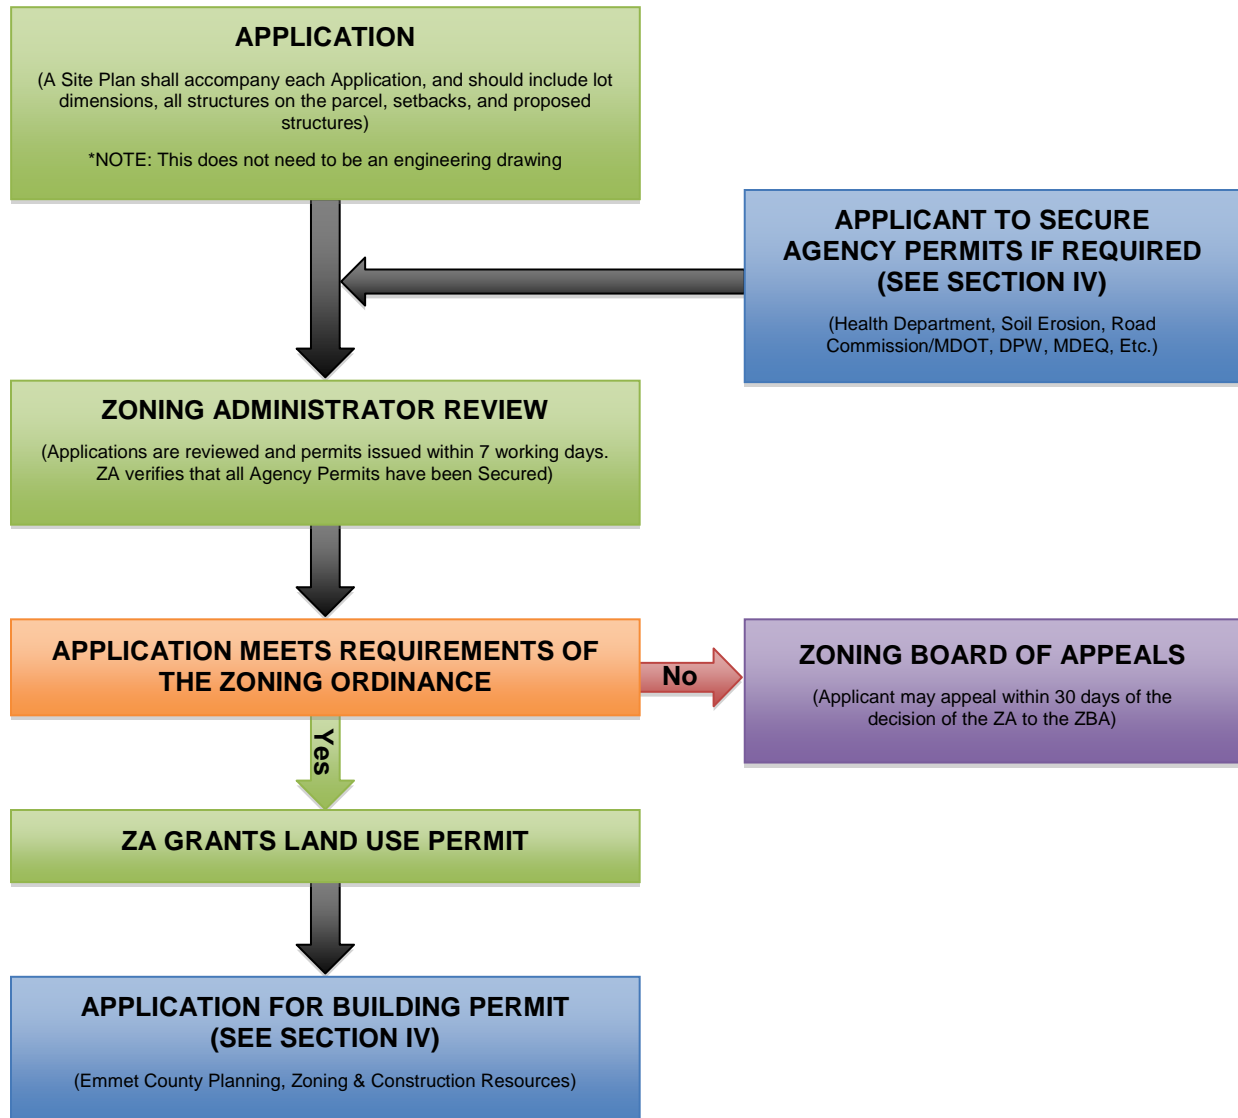 APPLICATION
(A Site Plan shall accompany each Application, and should include lot
dimensions, all structures on the parcel, setbacks, and proposed
structures)
*NOTE: This does not need to be an engineering drawing
APPLICANT TO SECURE
AGENCY PERMITS IF REQUIRED
(SEE SECTION IV)
(Health Department, Soil Erosion, Road
Commission/MDOT, DPW, MDEQ, Etc.)
ZONING ADMINISTRATOR REVIEW
(Applications are reviewed and permits issued within 7 working days.
ZA verifies that all Agency Permits have been Secured)
APPLICATION MEETS REQUIREMENTS OF
THE ZONING ORDINANCE
No
ZONING BOARD OF APPEALS
(Applicant may appeal within 30 days of the
decision of the ZA to the ZBA)
Yes
ZA GRANTS LAND USE PERMIT
APPLICATION FOR BUILDING PERMIT
(SEE SECTION IV)
(Emmet County Planning, Zoning & Construction Resources)